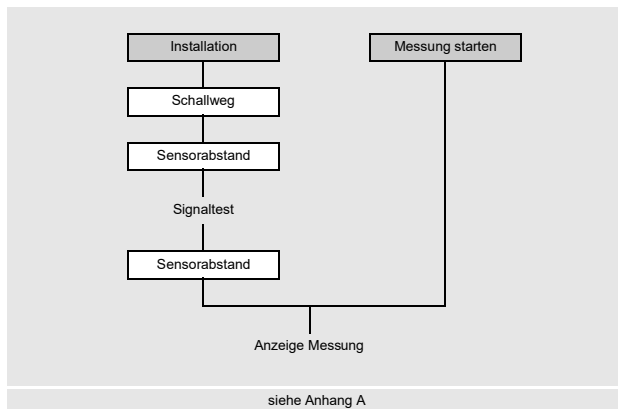 Installation
Messung starten
Schallweg
Sensorabstand
Signaltest
Sensorabstand
Anzeige Messung
siehe Anhang A